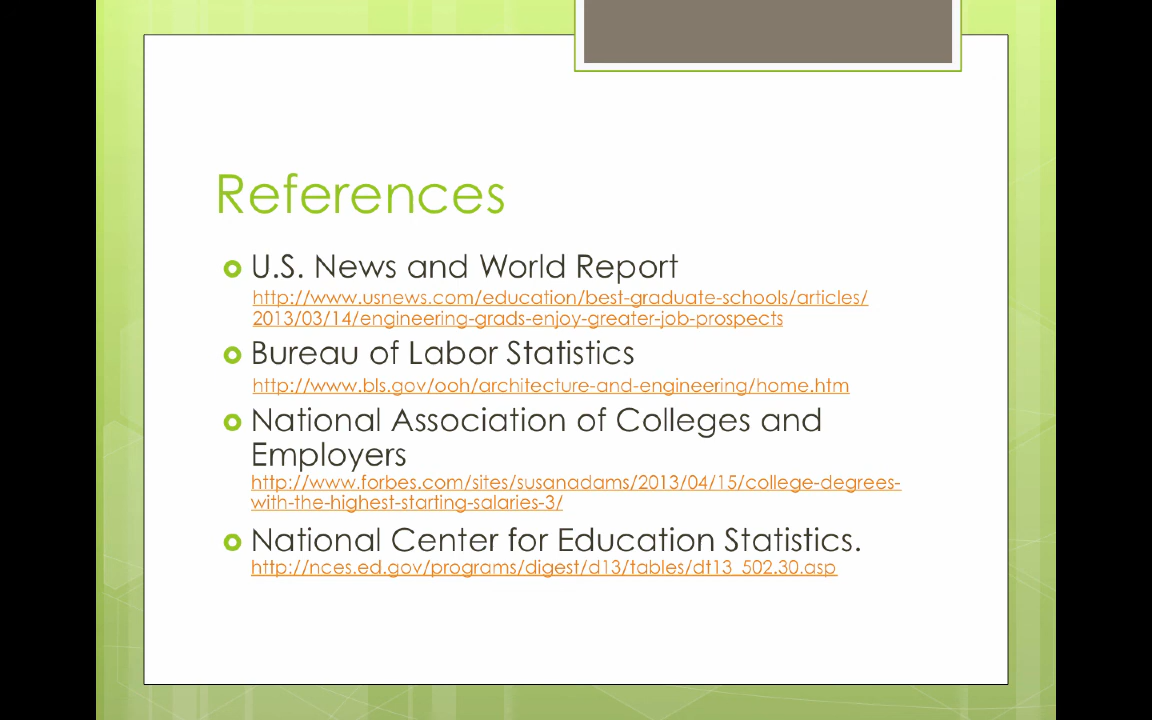 References
U.S. News and World Report
http://www.usnews.com/education/best-graduate-schools/articles/
2013/03/14/engineering-grads-enjoy-greater-job-prospects
Bureau of Labor Statistics
http://www.bls.gov/ooh/architecture-and-engineering/home.htm
National Association of Colleges and
Employers
http://www.forbes.com/sites/susanadams/2013/04/15/college-degrees-
with-the-highest-starting-salaries-3/
National Center for Education Statistics.
http://nces.ed.gov/programs/digest/d13/tables/dt13_502.30.asp